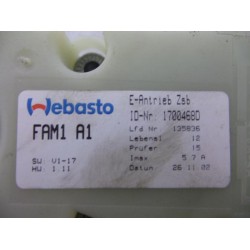 Webasto
FAM1 A1
SW: V1-17
HW: 1.11
E-Antrieb Zsb
ID-Nr: 1700468D
Lfd Nr: 135836
Lebensl: 12
Prüfer: 15
Imax: 5.7 A
Datum: 26.11.02